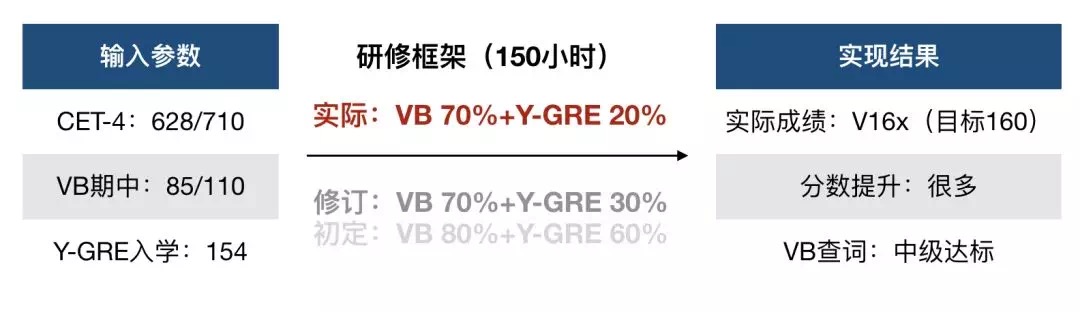 输入参数
CET-4：628/710
VB期中：85/110
Y-GRE入学：154
研修框架（150小时）
实际：VB 70%+Y-GRE 20%
修订：VB 70%+Y-GRE 30%
初定：VB 80%+Y-GRE 60%
实现结果
实际成绩：V16x（目标160）
分数提升：很多
VB查词：中级达标